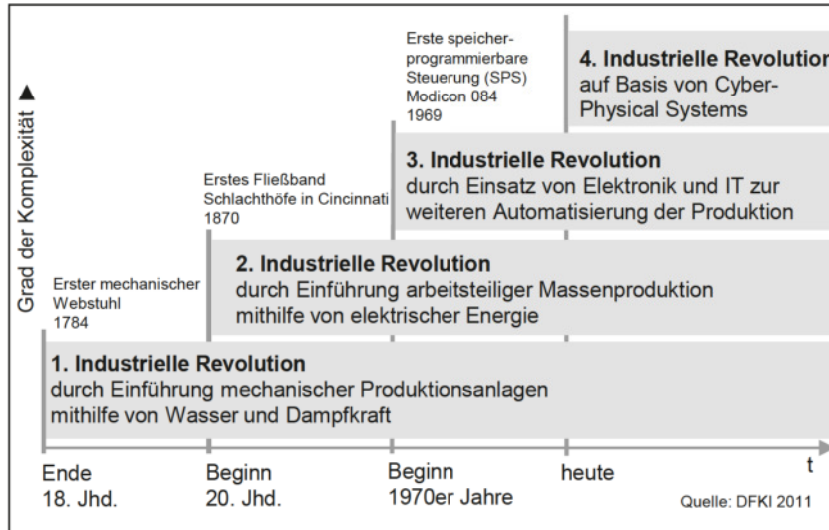 Grad der Komplexität ▶
Erste speicher-
programmierbare
Steuerung (SPS)
Modicon 084
1969
4. Industrielle Revolution
auf Basis von Cyber-
Physical Systems
Erstes Fließband
Schlachthöfe in Cincinnati
1870
3. Industrielle Revolution
durch Einsatz von Elektronik und IT zur
weiteren Automatisierung der Produktion
Erster mechanischer
Webstuhl
1784
2. Industrielle Revolution
durch Einführung arbeitsteiliger Massenproduktion
mithilfe von elektrischer Energie
1. Industrielle Revolution
durch Einführung mechanischer Produktionsanlagen
mithilfe von Wasser und Dampfkraft
Ende
18. Jhd.
Beginn
20. Jhd.
Beginn
1970er Jahre
heute
t
Quelle: DFKI 2011